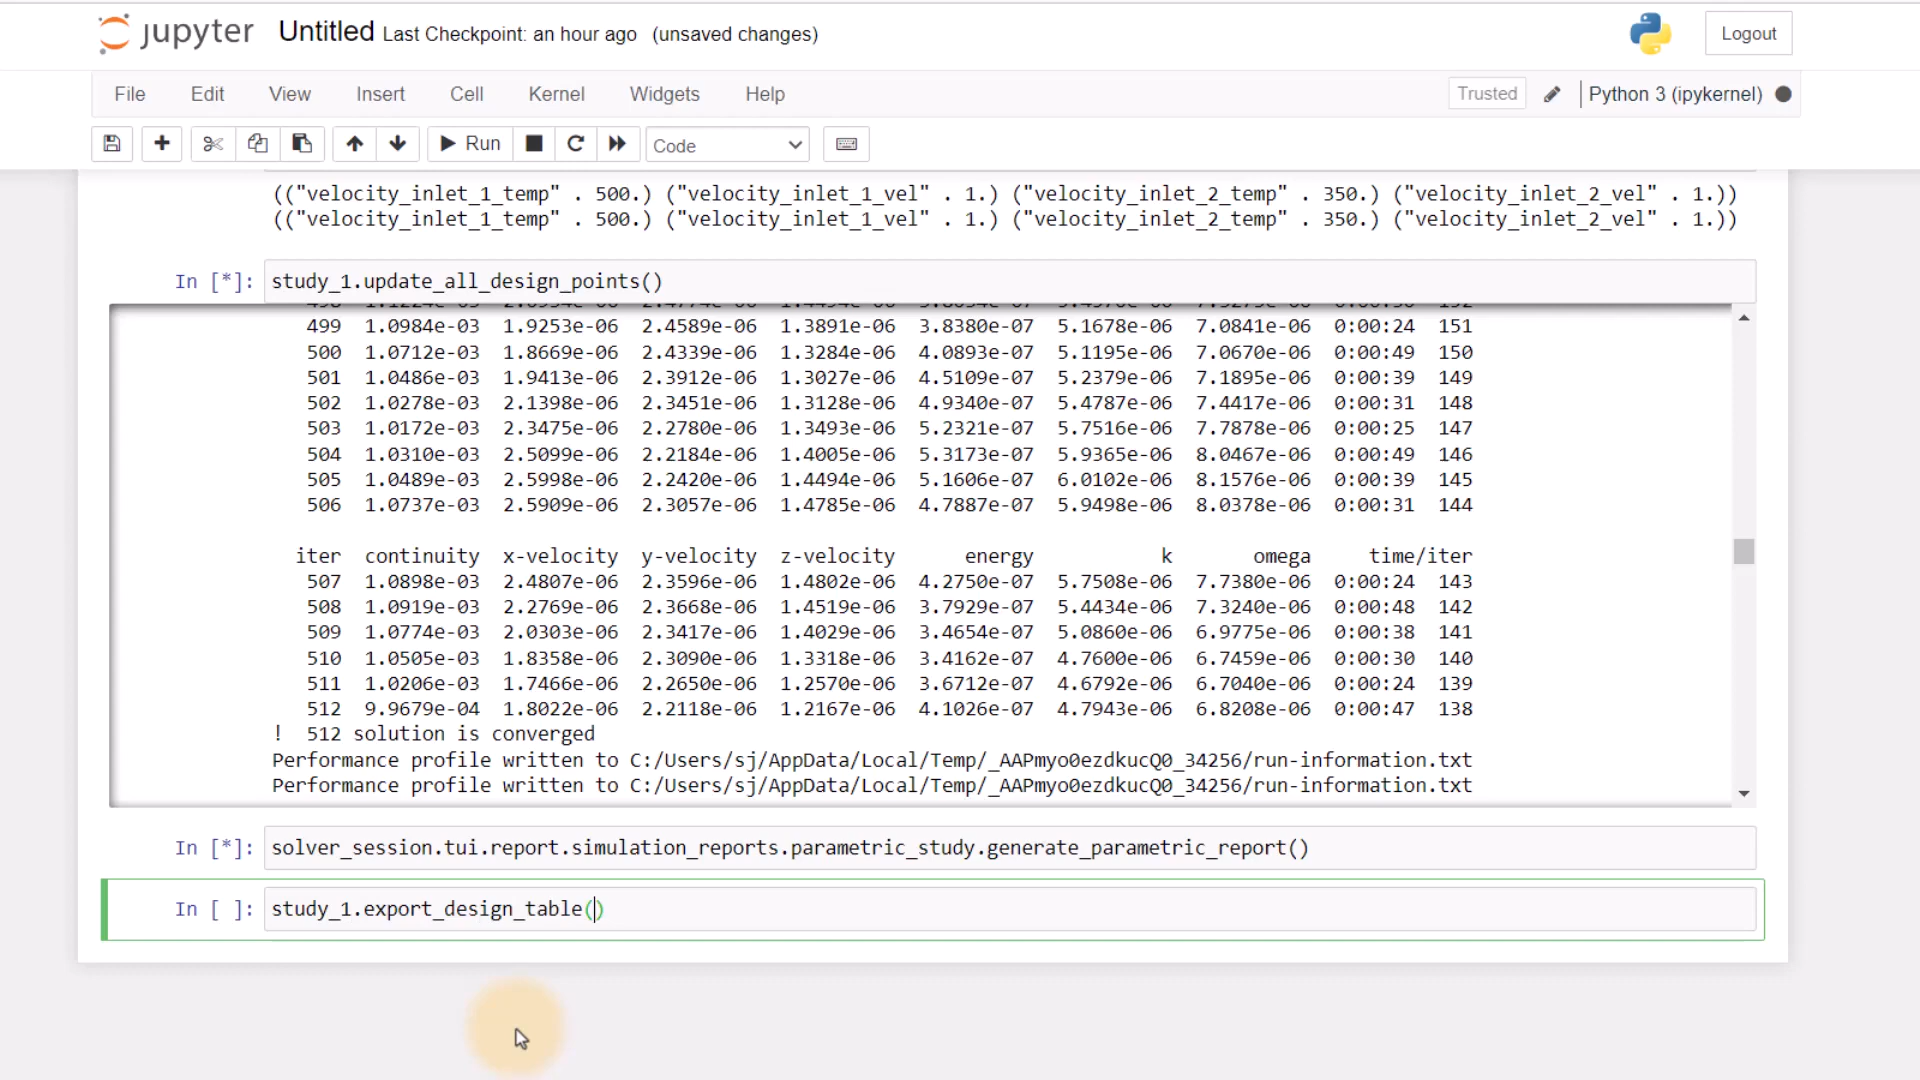 jupyter Untitled Last Checkpoint: an hour ago (unsaved changes) Logout
File Edit View Insert Cell Kernel Widgets Help Trusted Python 3 (ipykernel)
Run Code
(("velocity_inlet_1_temp" . 500.) ("velocity_inlet_1_vel" . 1.) ("velocity_inlet_2_temp" . 350.) ("velocity_inlet_2_vel" . 1.))
(("velocity_inlet_1_temp" . 500.) ("velocity_inlet_1_vel" . 1.) ("velocity_inlet_2_temp" . 350.) ("velocity_inlet_2_vel" . 1.))
In [*]: study_1.update_all_design_points()
499 1.0984e-03 1.9253e-06 2.4589e-06 1.3891e-06 3.8380e-07 5.1678e-06 7.0841e-06 0:00:24 151
500 1.0712e-03 1.8669e-06 2.4339e-06 1.3284e-06 4.0893e-07 5.1195e-06 7.0670e-06 0:00:49 150
501 1.0486e-03 1.9413e-06 2.3912e-06 1.3027e-06 4.5109e-07 5.2379e-06 7.1895e-06 0:00:39 149
502 1.0278e-03 2.1398e-06 2.3451e-06 1.3128e-06 4.9340e-07 5.4787e-06 7.4417e-06 0:00:31 148
503 1.0172e-03 2.3475e-06 2.2780e-06 1.3493e-06 5.2321e-07 5.7516e-06 7.7878e-06 0:00:25 147
504 1.0310e-03 2.5099e-06 2.2184e-06 1.4005e-06 5.3173e-07 5.9365e-06 8.0467e-06 0:00:49 146
505 1.0489e-03 2.5998e-06 2.2420e-06 1.4494e-06 5.1606e-07 6.0102e-06 8.1576e-06 0:00:39 145
506 1.0737e-03 2.5909e-06 2.3057e-06 1.4785e-06 4.7887e-07 5.9498e-06 8.0378e-06 0:00:31 144
iter continuity x-velocity y-velocity z-velocity energy k omega time/iter
507 1.0898e-03 2.4807e-06 2.3596e-06 1.4802e-06 4.2750e-07 5.7508e-06 7.7380e-06 0:00:24 143
508 1.0919e-03 2.2769e-06 2.3668e-06 1.4519e-06 3.7929e-07 5.4434e-06 7.3240e-06 0:00:48 142
509 1.0774e-03 2.0303e-06 2.3417e-06 1.4029e-06 3.4654e-07 5.0860e-06 6.9775e-06 0:00:38 141
510 1.0505e-03 1.8358e-06 2.3090e-06 1.3318e-06 3.4162e-07 4.7600e-06 6.7459e-06 0:00:30 140
511 1.0206e-03 1.7466e-06 2.2650e-06 1.2570e-06 3.6712e-07 4.6792e-06 6.7040e-06 0:00:24 139
512 9.9679e-04 1.8022e-06 2.2118e-06 1.2167e-06 4.1026e-07 4.7943e-06 6.8208e-06 0:00:47 138
! 512 solution is converged
Performance profile written to C:/Users/sj/AppData/Local/Temp/_AAPmyo0ezdkucQ0_34256/run-information.txt
Performance profile written to C:/Users/sj/AppData/Local/Temp/_AAPmyo0ezdkucQ0_34256/run-information.txt
In [*]: solver_session.tui.report.simulation_reports.parametric_study.generate_parametric_report()
In [ ]: study_1.export_design_table()